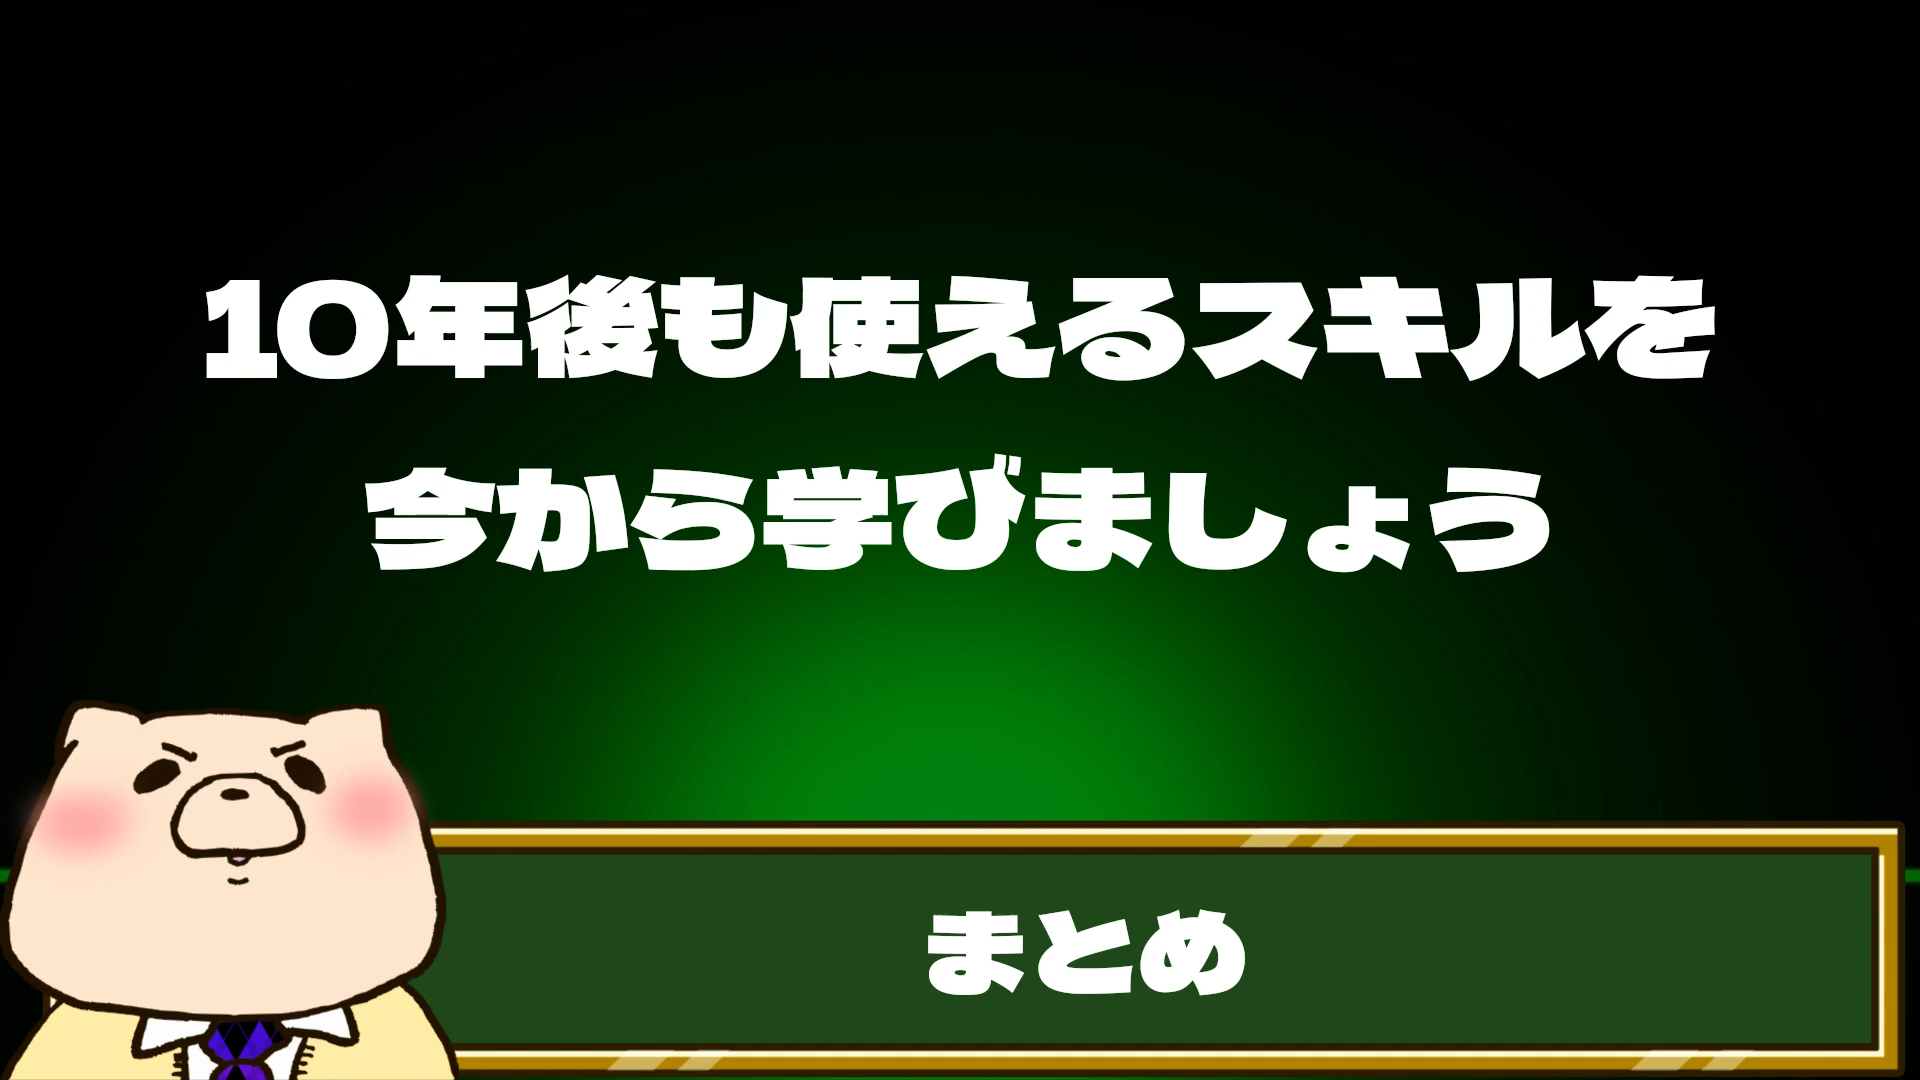 10年後も使えるスキルを
今から学びましょう
まとめ